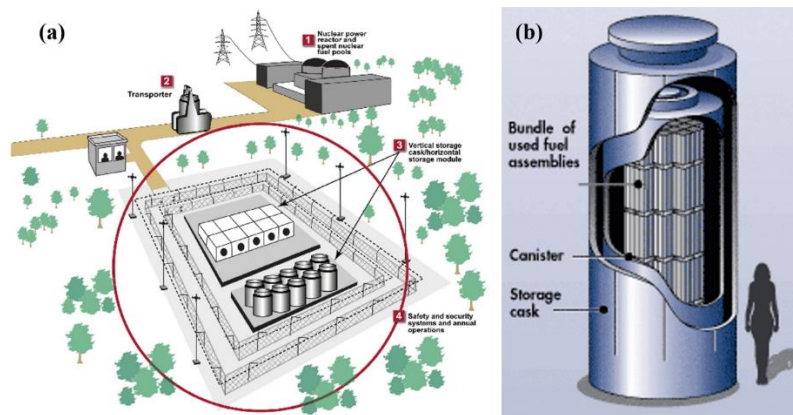 (a)
1 Nuclear power
reactor and
spent nuclear
fuel pools
2
Transporter
3 Vertical storage
cask/horizontal
storage module
4 Safety and security
systems and annual
operations
(b)
Bundle of
used fuel
assemblies
Canister
Storage
cask